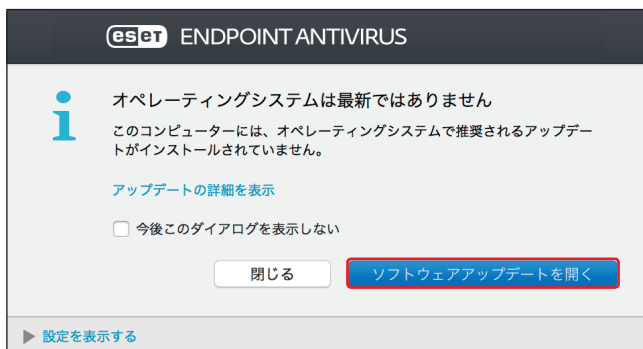 eset ENDPOINT ANTIVIRUS
オペレーティングシステムは最新ではありません
このコンピューターには、オペレーティングシステムで推奨されるアップデー
トがインストールされていません。
アップデートの詳細を表示
今後このダイアログを表示しない
閉じる ソフトウェアアップデートを開く
設定を表示する